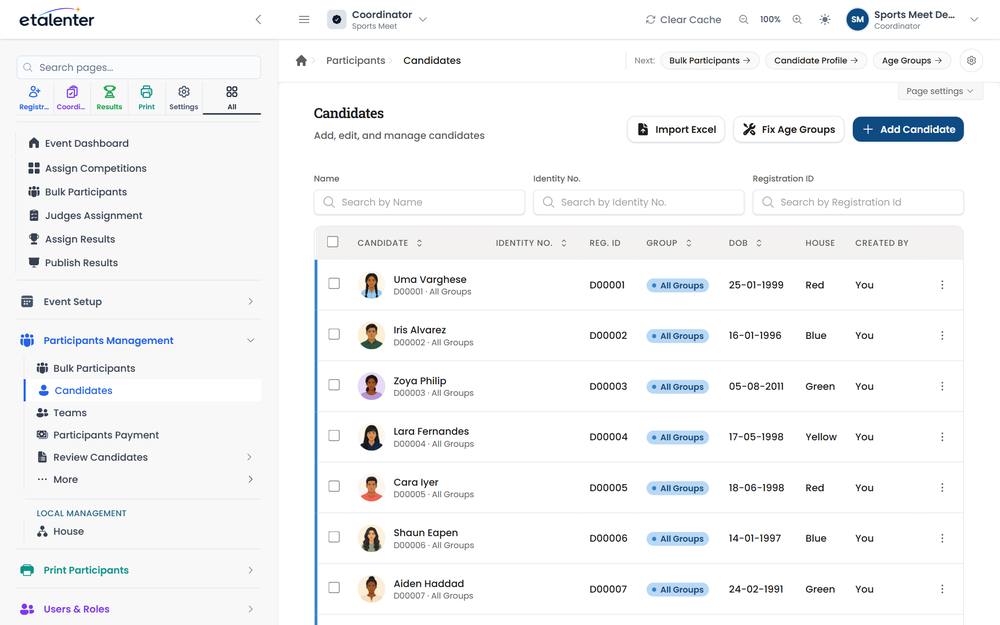 etalenter
Coordinator
Sports Meet
Clear Cache
100%
SM
Sports Meet De...
Coordinator
Search pages...
Registr...
Coordi...
Results
Print
Settings
All
Event Dashboard
Assign Competitions
Bulk Participants
Judges Assignment
Assign Results
Publish Results
Event Setup
Participants Management
Bulk Participants
Candidates
Teams
Participants Payment
Review Candidates
More
LOCAL MANAGEMENT
House
Print Participants
Users & Roles
Participants
Candidates
Next:
Bulk Participants →
Candidate Profile →
Age Groups →
Page settings
Candidates
Add, edit, and manage candidates
Import Excel
Fix Age Groups
Add Candidate
Name
Identity No.
Registration ID
Search by Name
Search by Identity No.
Search by Registration Id
CANDIDATE IDENTITY NO. REG. ID GROUP DOB HOUSE CREATED BY
Uma Varghese
D00001 · All Groups
D00001 All Groups 25-01-1999 Red You
Iris Alvarez
D00002 · All Groups
D00002 All Groups 16-01-1996 Blue You
Zoya Philip
D00003 · All Groups
D00003 All Groups 05-08-2011 Green You
Lara Fernandes
D00004 · All Groups
D00004 All Groups 17-05-1998 Yellow You
Cara Iyer
D00005 · All Groups
D00005 All Groups 18-06-1998 Red You
Shaun Eapen
D00006 · All Groups
D00006 All Groups 14-01-1997 Blue You
Aiden Haddad
D00007 · All Groups
D00007 All Groups 24-02-1991 Green You